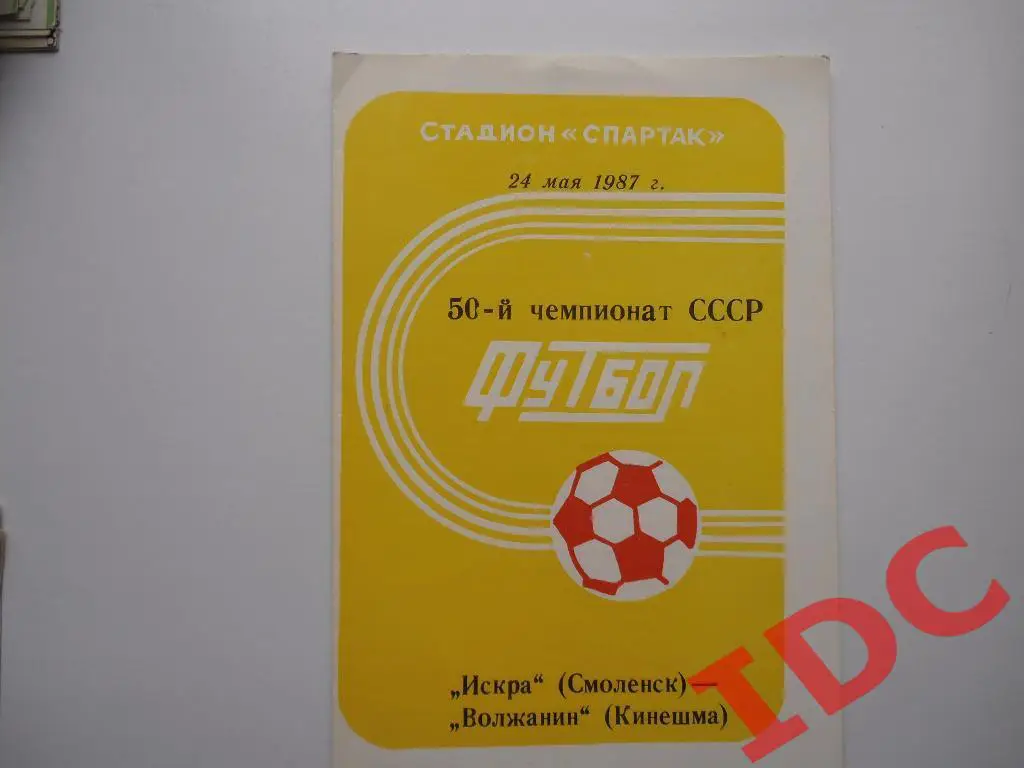 СТАДИОН «СПАРТАК»
24 мая 1987 г.
50-й чемпионат СССР
ФУТБОЛ
„Искра“ (Смоленск) —
„Волжанин“ (Кинешма)
IDC